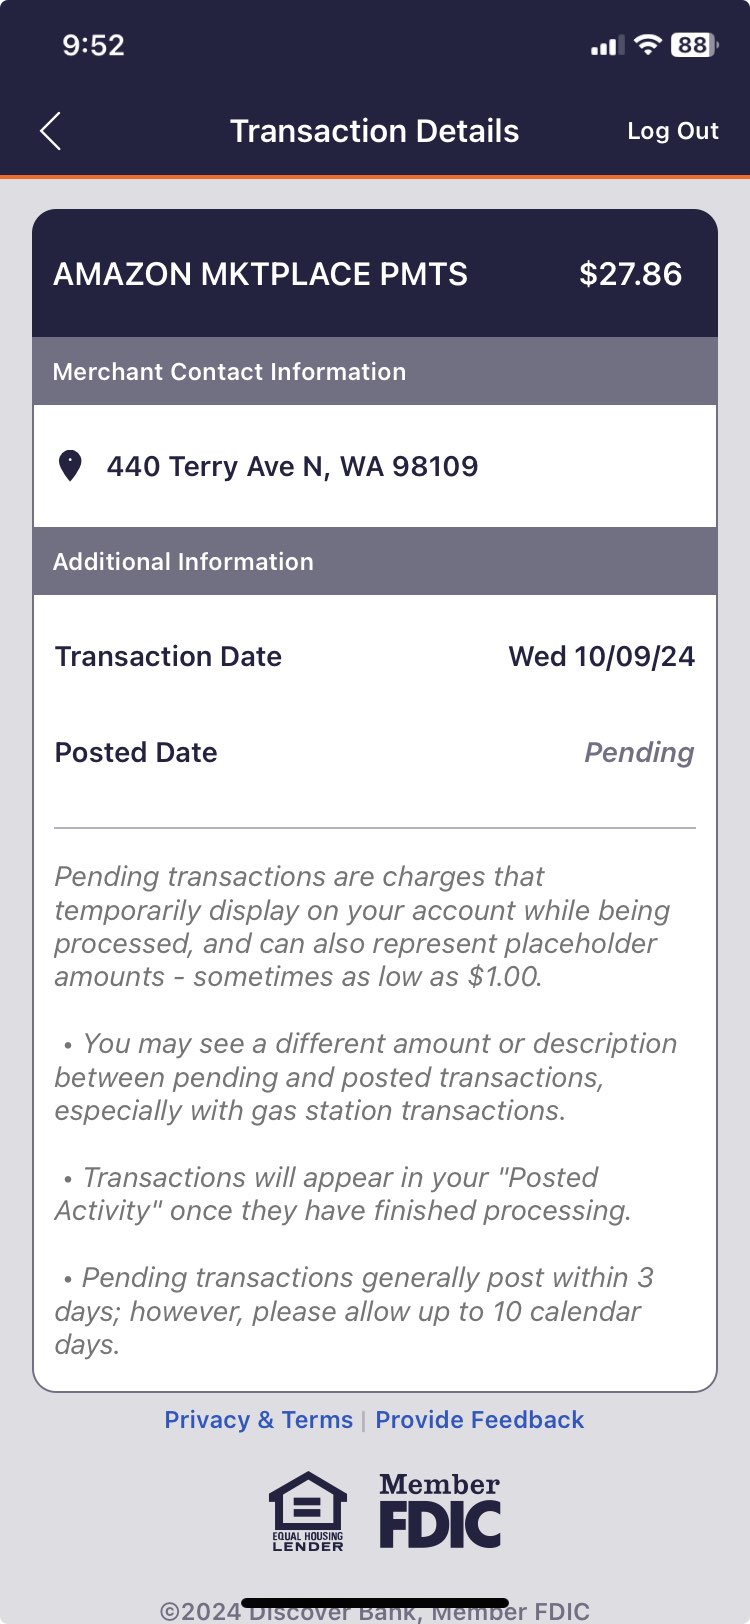 9:52
88
Transaction Details
Log Out
AMAZON MKTPLACE PMTS $27.86
Merchant Contact Information
440 Terry Ave N, WA 98109
Additional Information
Transaction Date Wed 10/09/24
Posted Date Pending
Pending transactions are charges that
temporarily display on your account while being
processed, and can also represent placeholder
amounts - sometimes as low as $1.00.
• You may see a different amount or description
between pending and posted transactions,
especially with gas station transactions.
• Transactions will appear in your "Posted
Activity" once they have finished processing.
• Pending transactions generally post within 3
days; however, please allow up to 10 calendar
days.
Privacy & Terms | Provide Feedback
EQUAL HOUSING
LENDER
Member
FDIC
©2024 Discover Bank, Member FDIC